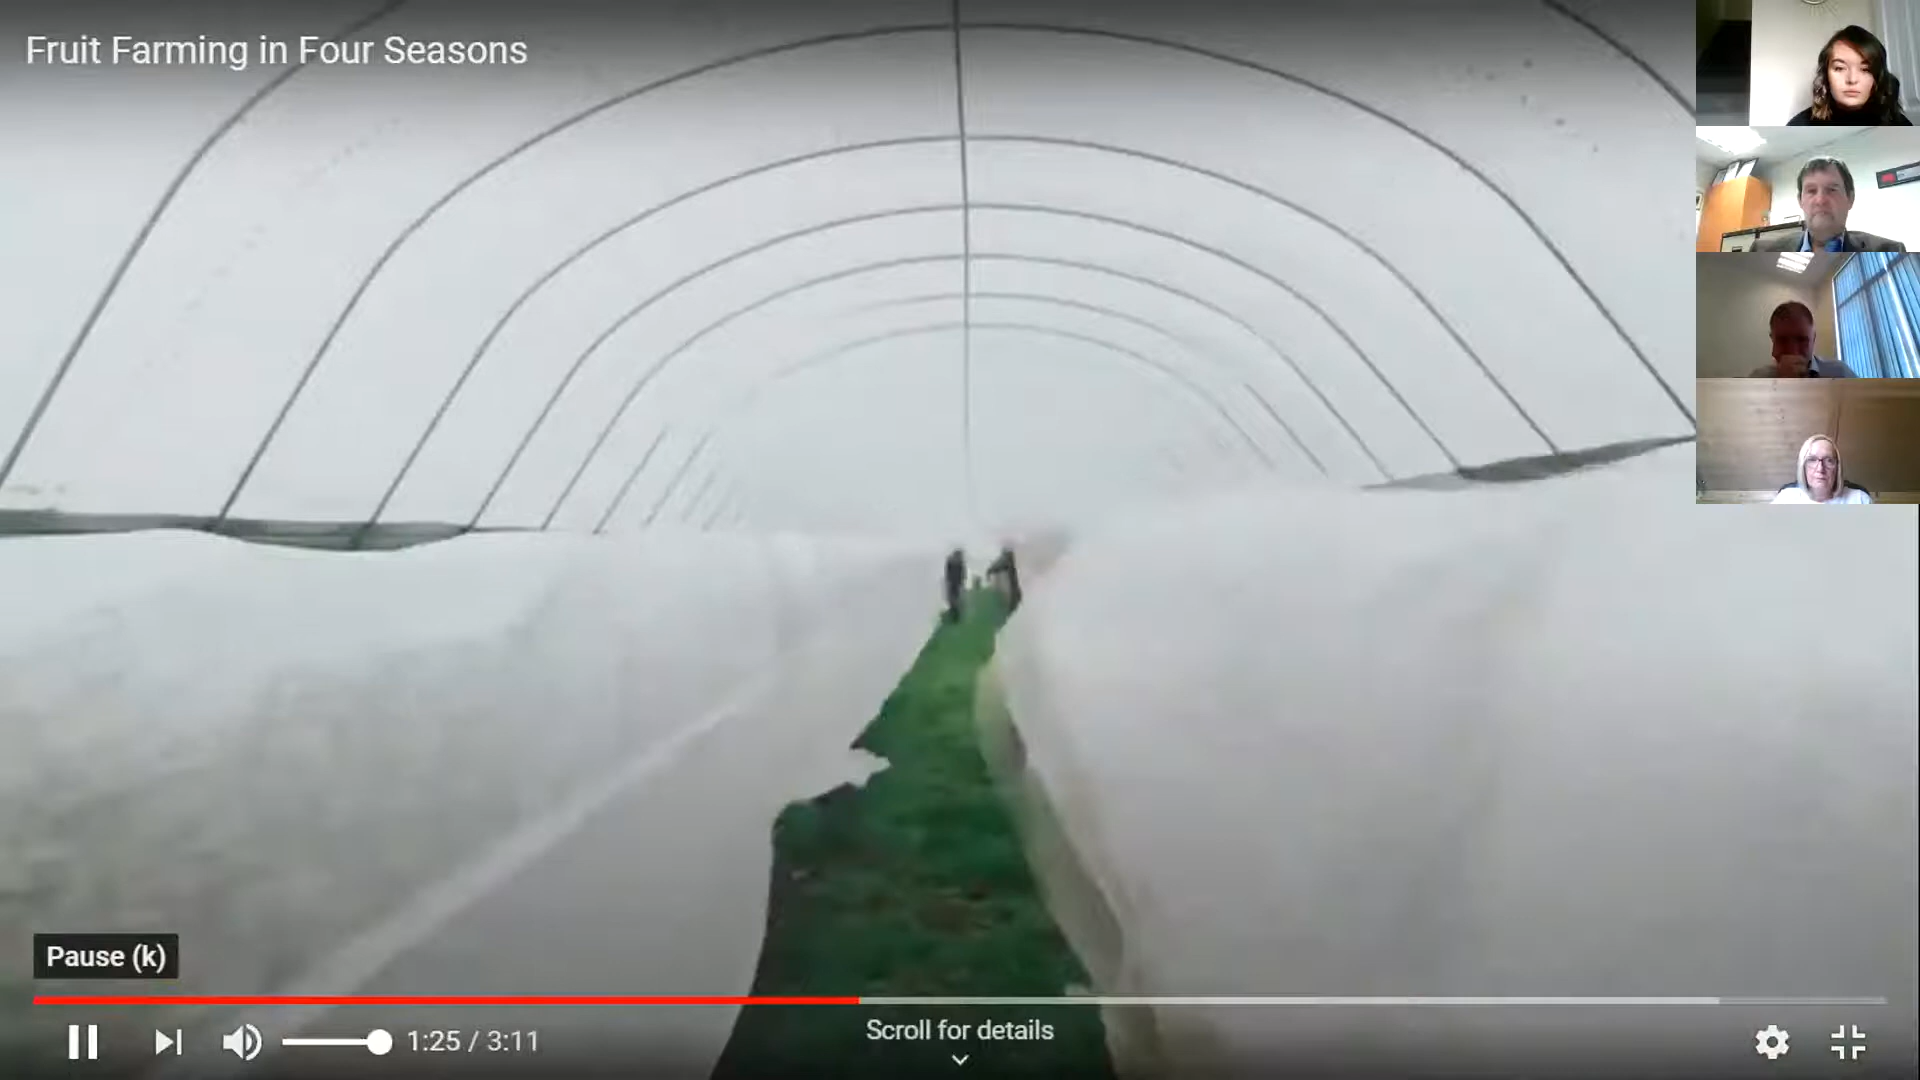 Fruit Farming in Four Seasons
Pause (k)
1:25 / 3:11
Scroll for details